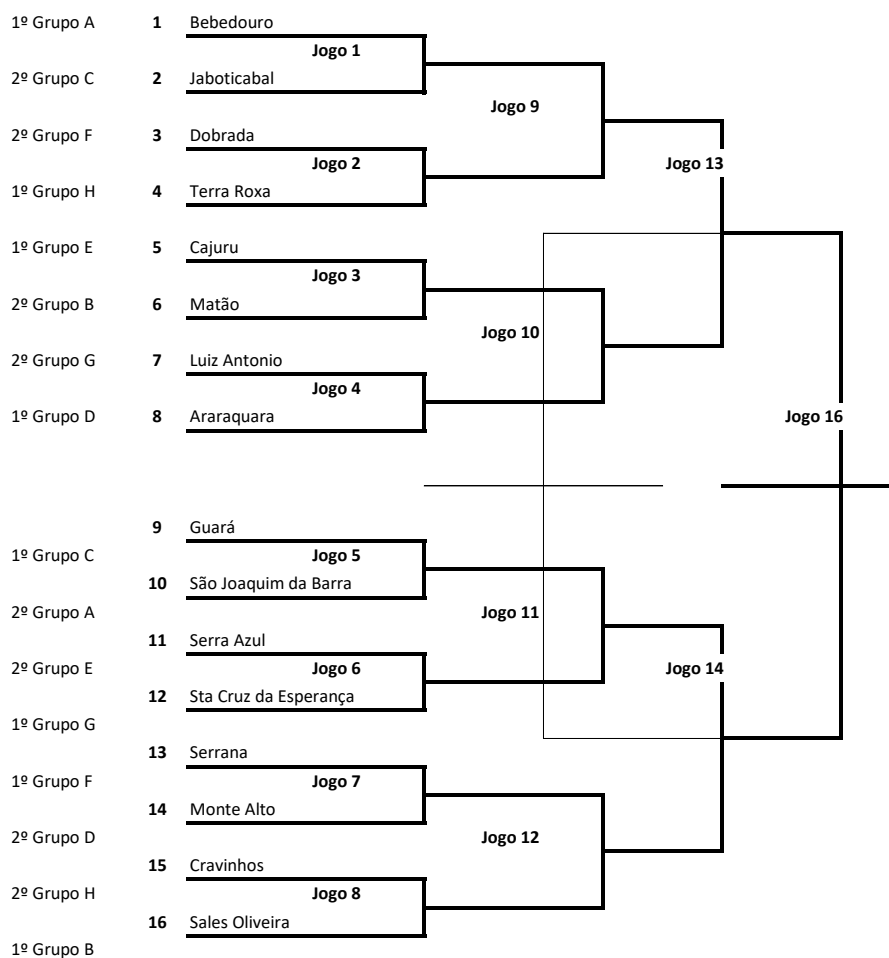 1º Grupo A 1 Bebedouro
Jogo 1
2º Grupo C 2 Jaboticabal
Jogo 9
2º Grupo F 3 Dobrada
Jogo 2 Jogo 13
1º Grupo H 4 Terra Roxa
1º Grupo E 5 Cajuru
Jogo 3
2º Grupo B 6 Matão
Jogo 10
2º Grupo G 7 Luiz Antonio
Jogo 4
1º Grupo D 8 Araraquara Jogo 16
9 Guará
1º Grupo C Jogo 5
10 São Joaquim da Barra
2º Grupo A Jogo 11
11 Serra Azul
2º Grupo E Jogo 6 Jogo 14
12 Sta Cruz da Esperança
1º Grupo G
13 Serrana
1º Grupo F Jogo 7
14 Monte Alto
2º Grupo D Jogo 12
15 Cravinhos
2º Grupo H Jogo 8
16 Sales Oliveira
1º Grupo B